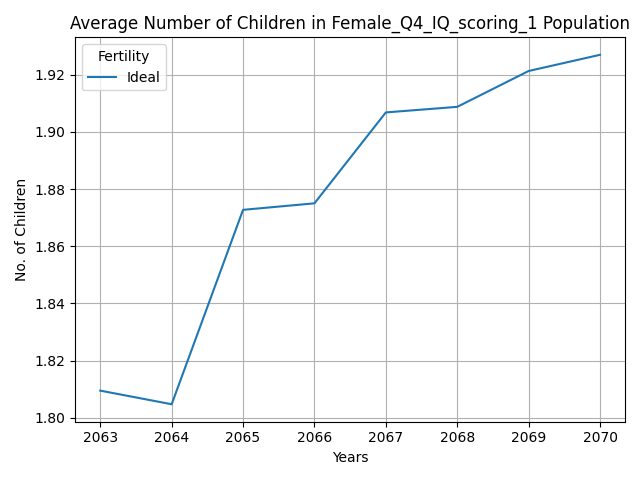 Average Number of Children in Female_Q4_IQ_scoring_1 Population
Fertility
Ideal
No. of Children
1.92
1.90
1.88
1.86
1.84
1.82
1.80
2063 2064 2065 2066 2067 2068 2069 2070
Years